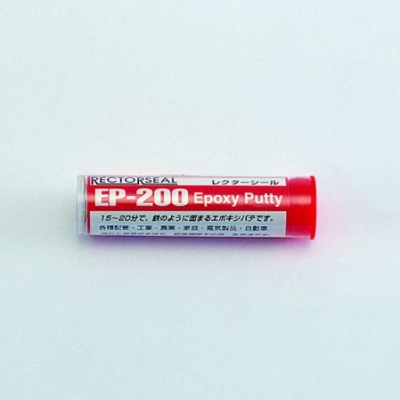 RECTORSEAL レクターシール
EP-200 Epoxy Putty
15〜20分で、鉄のように固まるエポキシパテです。
各種配管・工業・農業・家庭・電気製品・自動車